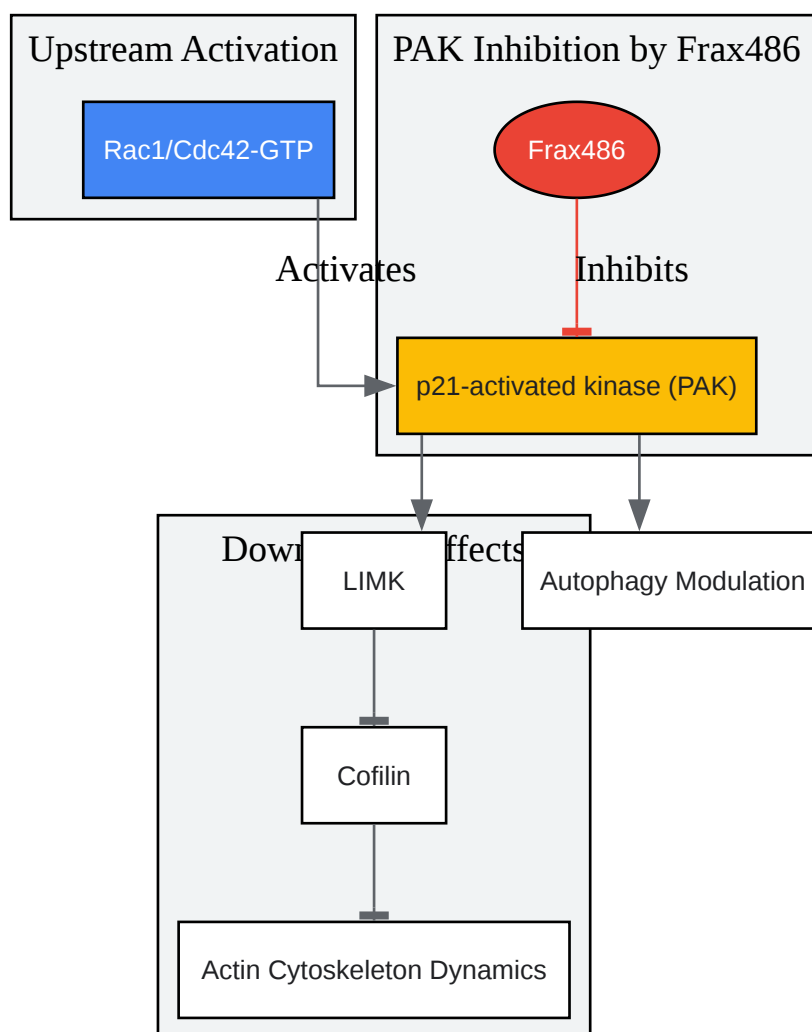 Upstream Activation
PAK Inhibition by Frax486
Rac1/Cdc42-GTP
Frax486
Activates
Inhibits
p21-activated kinase (PAK)
LIMK
Autophagy Modulation
Cofilin
Actin Cytoskeleton Dynamics